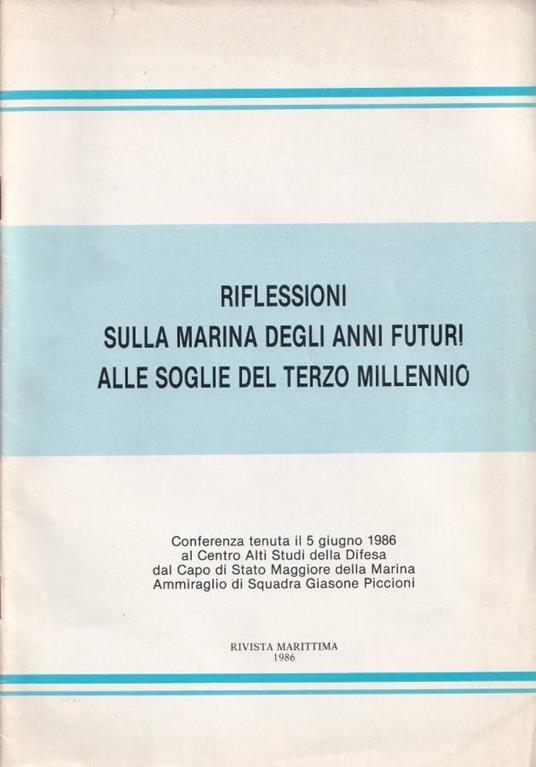 RIFLESSIONI
SULLA MARINA DEGLI ANNI FUTURI
ALLE SOGLIE DEL TERZO MILLENNIO
Conferenza tenuta il 5 giugno 1986
al Centro Alti Studi della Difesa
dal Capo di Stato Maggiore della Marina
Ammiraglio di Squadra Giasone Piccioni
RIVISTA MARITTIMA
1986